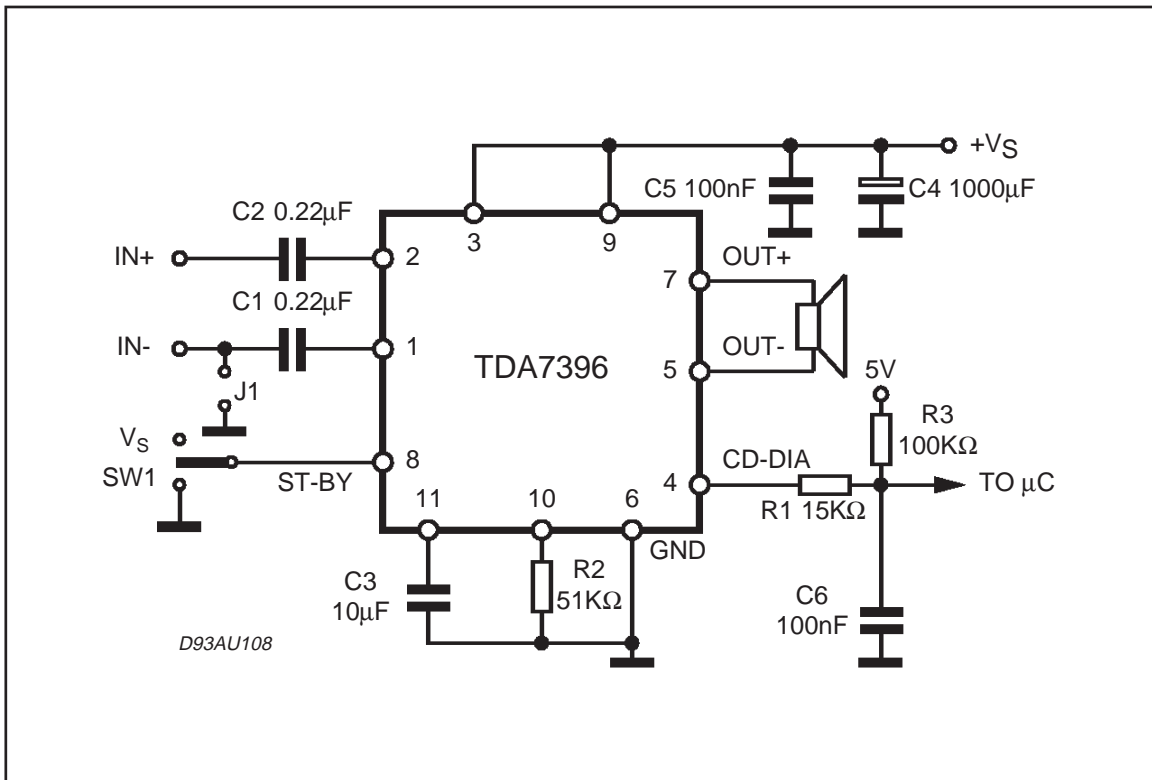 +VS
C5 100nF
C4 1000μF
C2 0.22μF
3
9
IN+
2
OUT+
7
C1 0.22μF
IN-
1
TDA7396
OUT-
5
5V
J1
R3
100KΩ
VS
SW1
ST-BY
8
CD-DIA
4
TO μC
R1 15KΩ
11
10
6
GND
C3
10μF
R2
51KΩ
C6
100nF
D93AU108